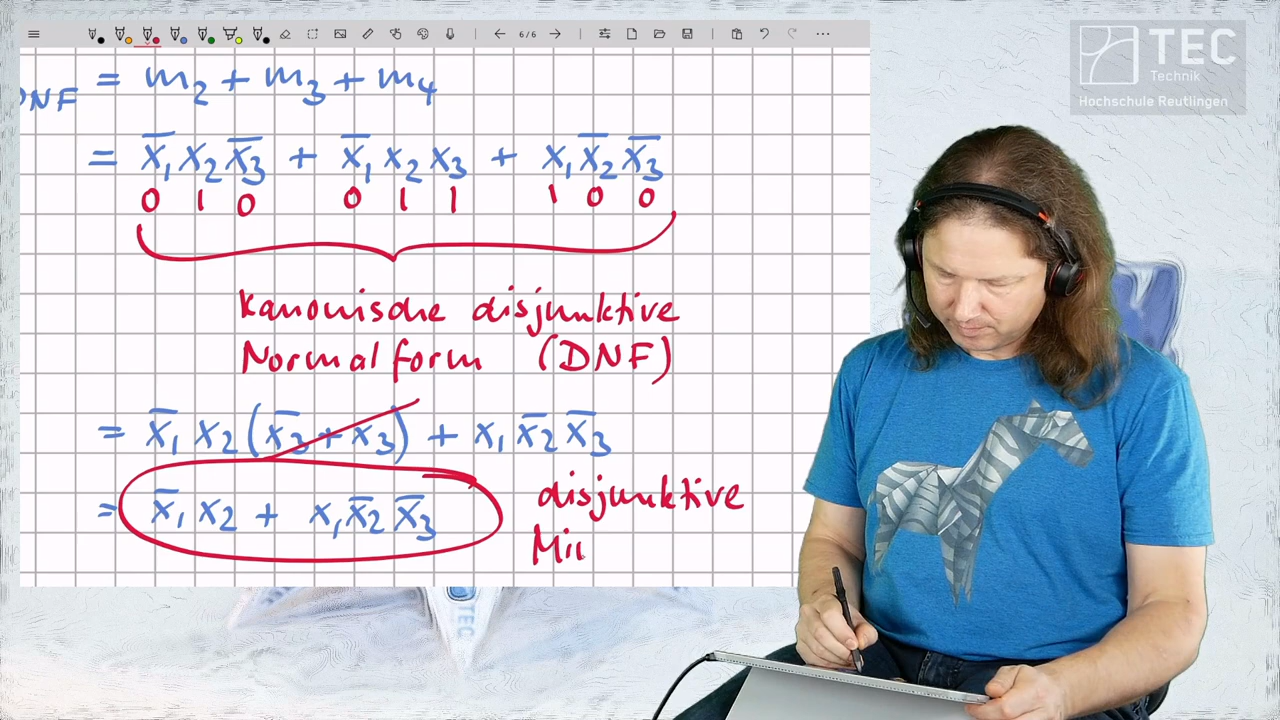 6/6
DNF = m₂ + m₃ + m₄
= x̅₁ x₂ x̅₃ + x̅₁ x₂ x₃ + x₁ x̅₂ x̅₃
0 1 0 0 1 1 1 0 0
Kanonische disjunktive
Normalform (DNF)
= x̅₁ x₂ (x̅₃ + x₃) + x₁ x̅₂ x̅₃
= x̅₁ x₂ + x₁ x̅₂ x̅₃
disjunktive
TEC
Technik
Hochschule Reutlingen
TEC